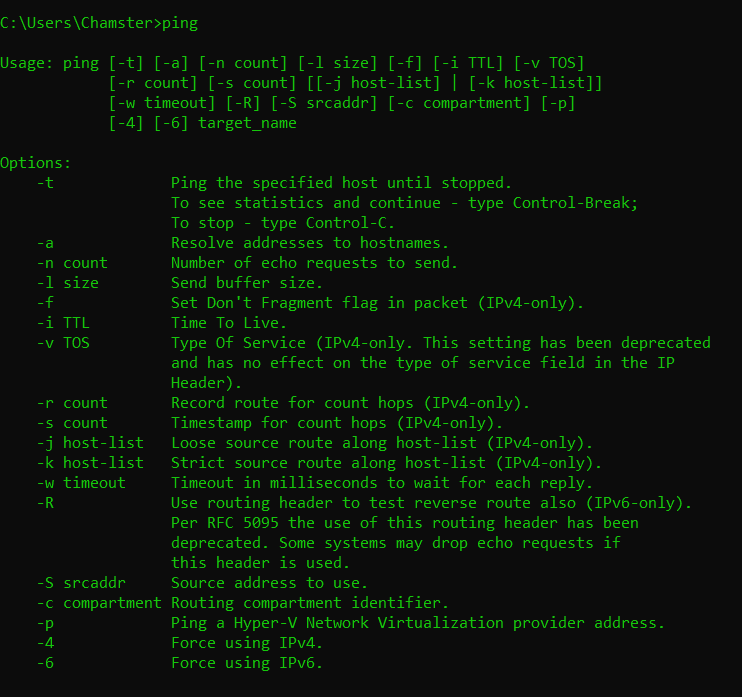 C:\Users\Chamster>ping
Usage: ping [-t] [-a] [-n count] [-l size] [-f] [-i TTL] [-v TOS]
            [-r count] [-s count] [[-j host-list] | [-k host-list]]
            [-w timeout] [-R] [-S srcaddr] [-c compartment] [-p]
            [-4] [-6] target_name
Options:
    -t             Ping the specified host until stopped.
                   To see statistics and continue - type Control-Break;
                   To stop - type Control-C.
    -a             Resolve addresses to hostnames.
    -n count       Number of echo requests to send.
    -l size        Send buffer size.
    -f             Set Don't Fragment flag in packet (IPv4-only).
    -i TTL         Time To Live.
    -v TOS         Type Of Service (IPv4-only. This setting has been deprecated
                   and has no effect on the type of service field in the IP
                   Header).
    -r count       Record route for count hops (IPv4-only).
    -s count       Timestamp for count hops (IPv4-only).
    -j host-list   Loose source route along host-list (IPv4-only).
    -k host-list   Strict source route along host-list (IPv4-only).
    -w timeout     Timeout in milliseconds to wait for each reply.
    -R             Use routing header to test reverse route also (IPv6-only).
                   Per RFC 5095 the use of this routing header has been
                   deprecated. Some systems may drop echo requests if
                   this header is used.
    -S srcaddr     Source address to use.
    -c compartment Routing compartment identifier.
    -p             Ping a Hyper-V Network Virtualization provider address.
    -4             Force using IPv4.
    -6             Force using IPv6.